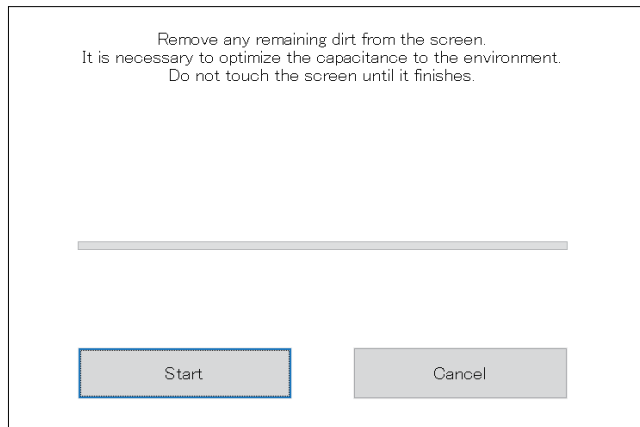 Remove any remaining dirt from the screen.
It is necessary to optimize the capacitance to the environment.
Do not touch the screen until it finishes.
Start
Cancel